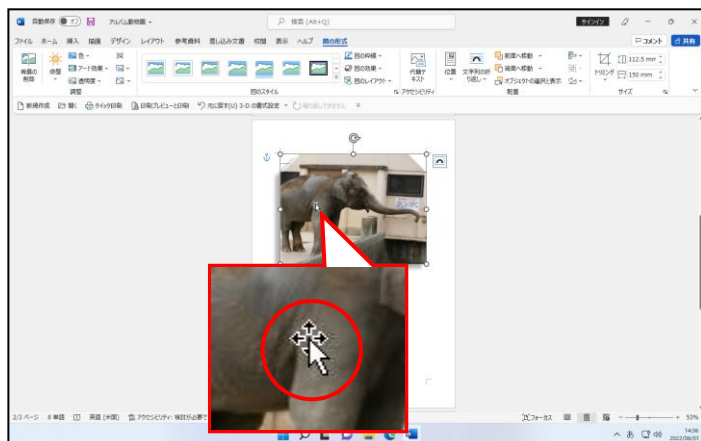 自動保存 オフ アルバム動物園 検索 (Alt+Q) サインイン
ファイル ホーム 挿入 描画 デザイン レイアウト 参考資料 差し込み文書 校閲 表示 ヘルプ 図の形式 コメント 共有
背景の削除 修整 色 アート効果 透明度 図の枠線 図の効果 図のレイアウト 代替テキスト 位置 文字列の折り返し 前面へ移動 背面へ移動 オブジェクトの選択と表示 トリミング 112.5 mm 150 mm
調整 図のスタイル アクセシビリティ 配置 サイズ
新規作成 開く クイック印刷 印刷プレビューと印刷 元に戻す(U) 3-D の書式設定
2/3 ページ 8 単語 英語 (米国) アクセシビリティ: 検討が必要で フォーカス 53%
あ 14:56
2022/06/03